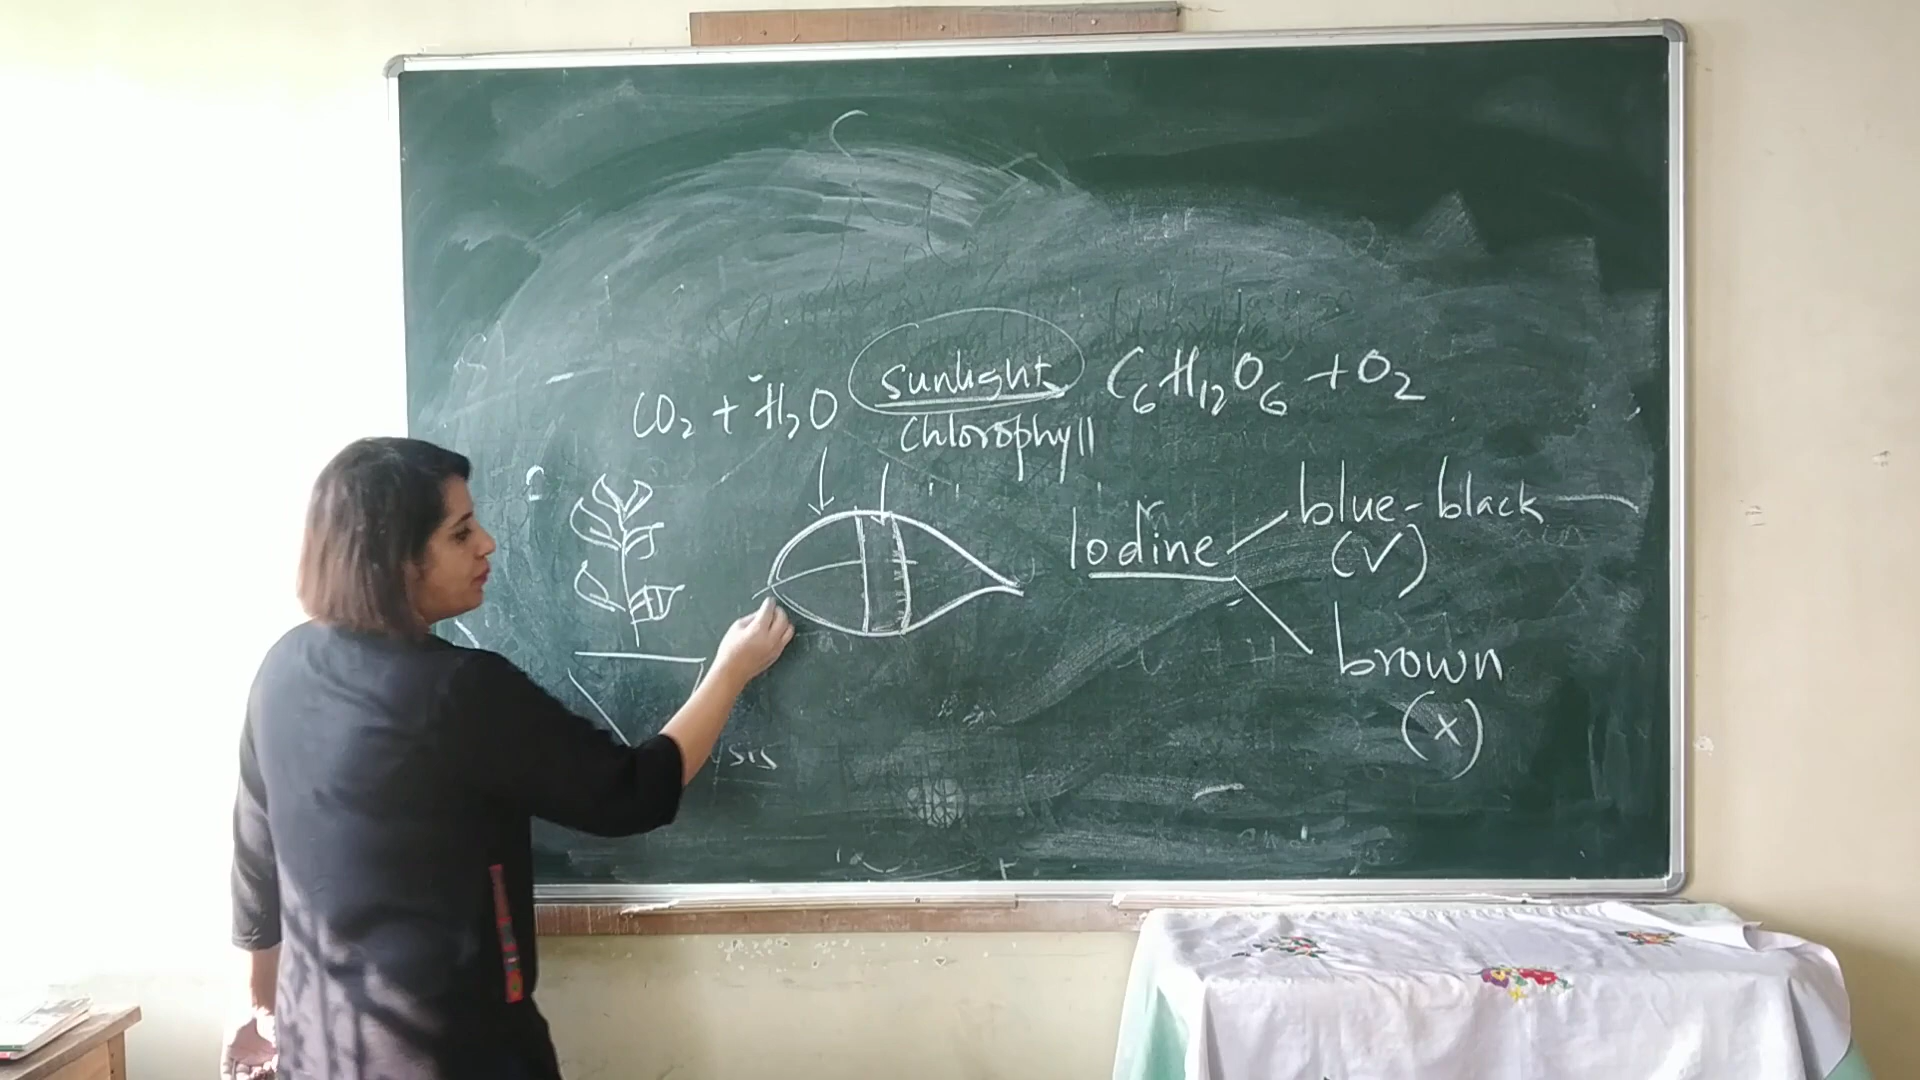 CO2 + H2O sunlight C6H12O6 + O2
Chlorophyll
Iodine blue-black
(✓)
brown
(x)